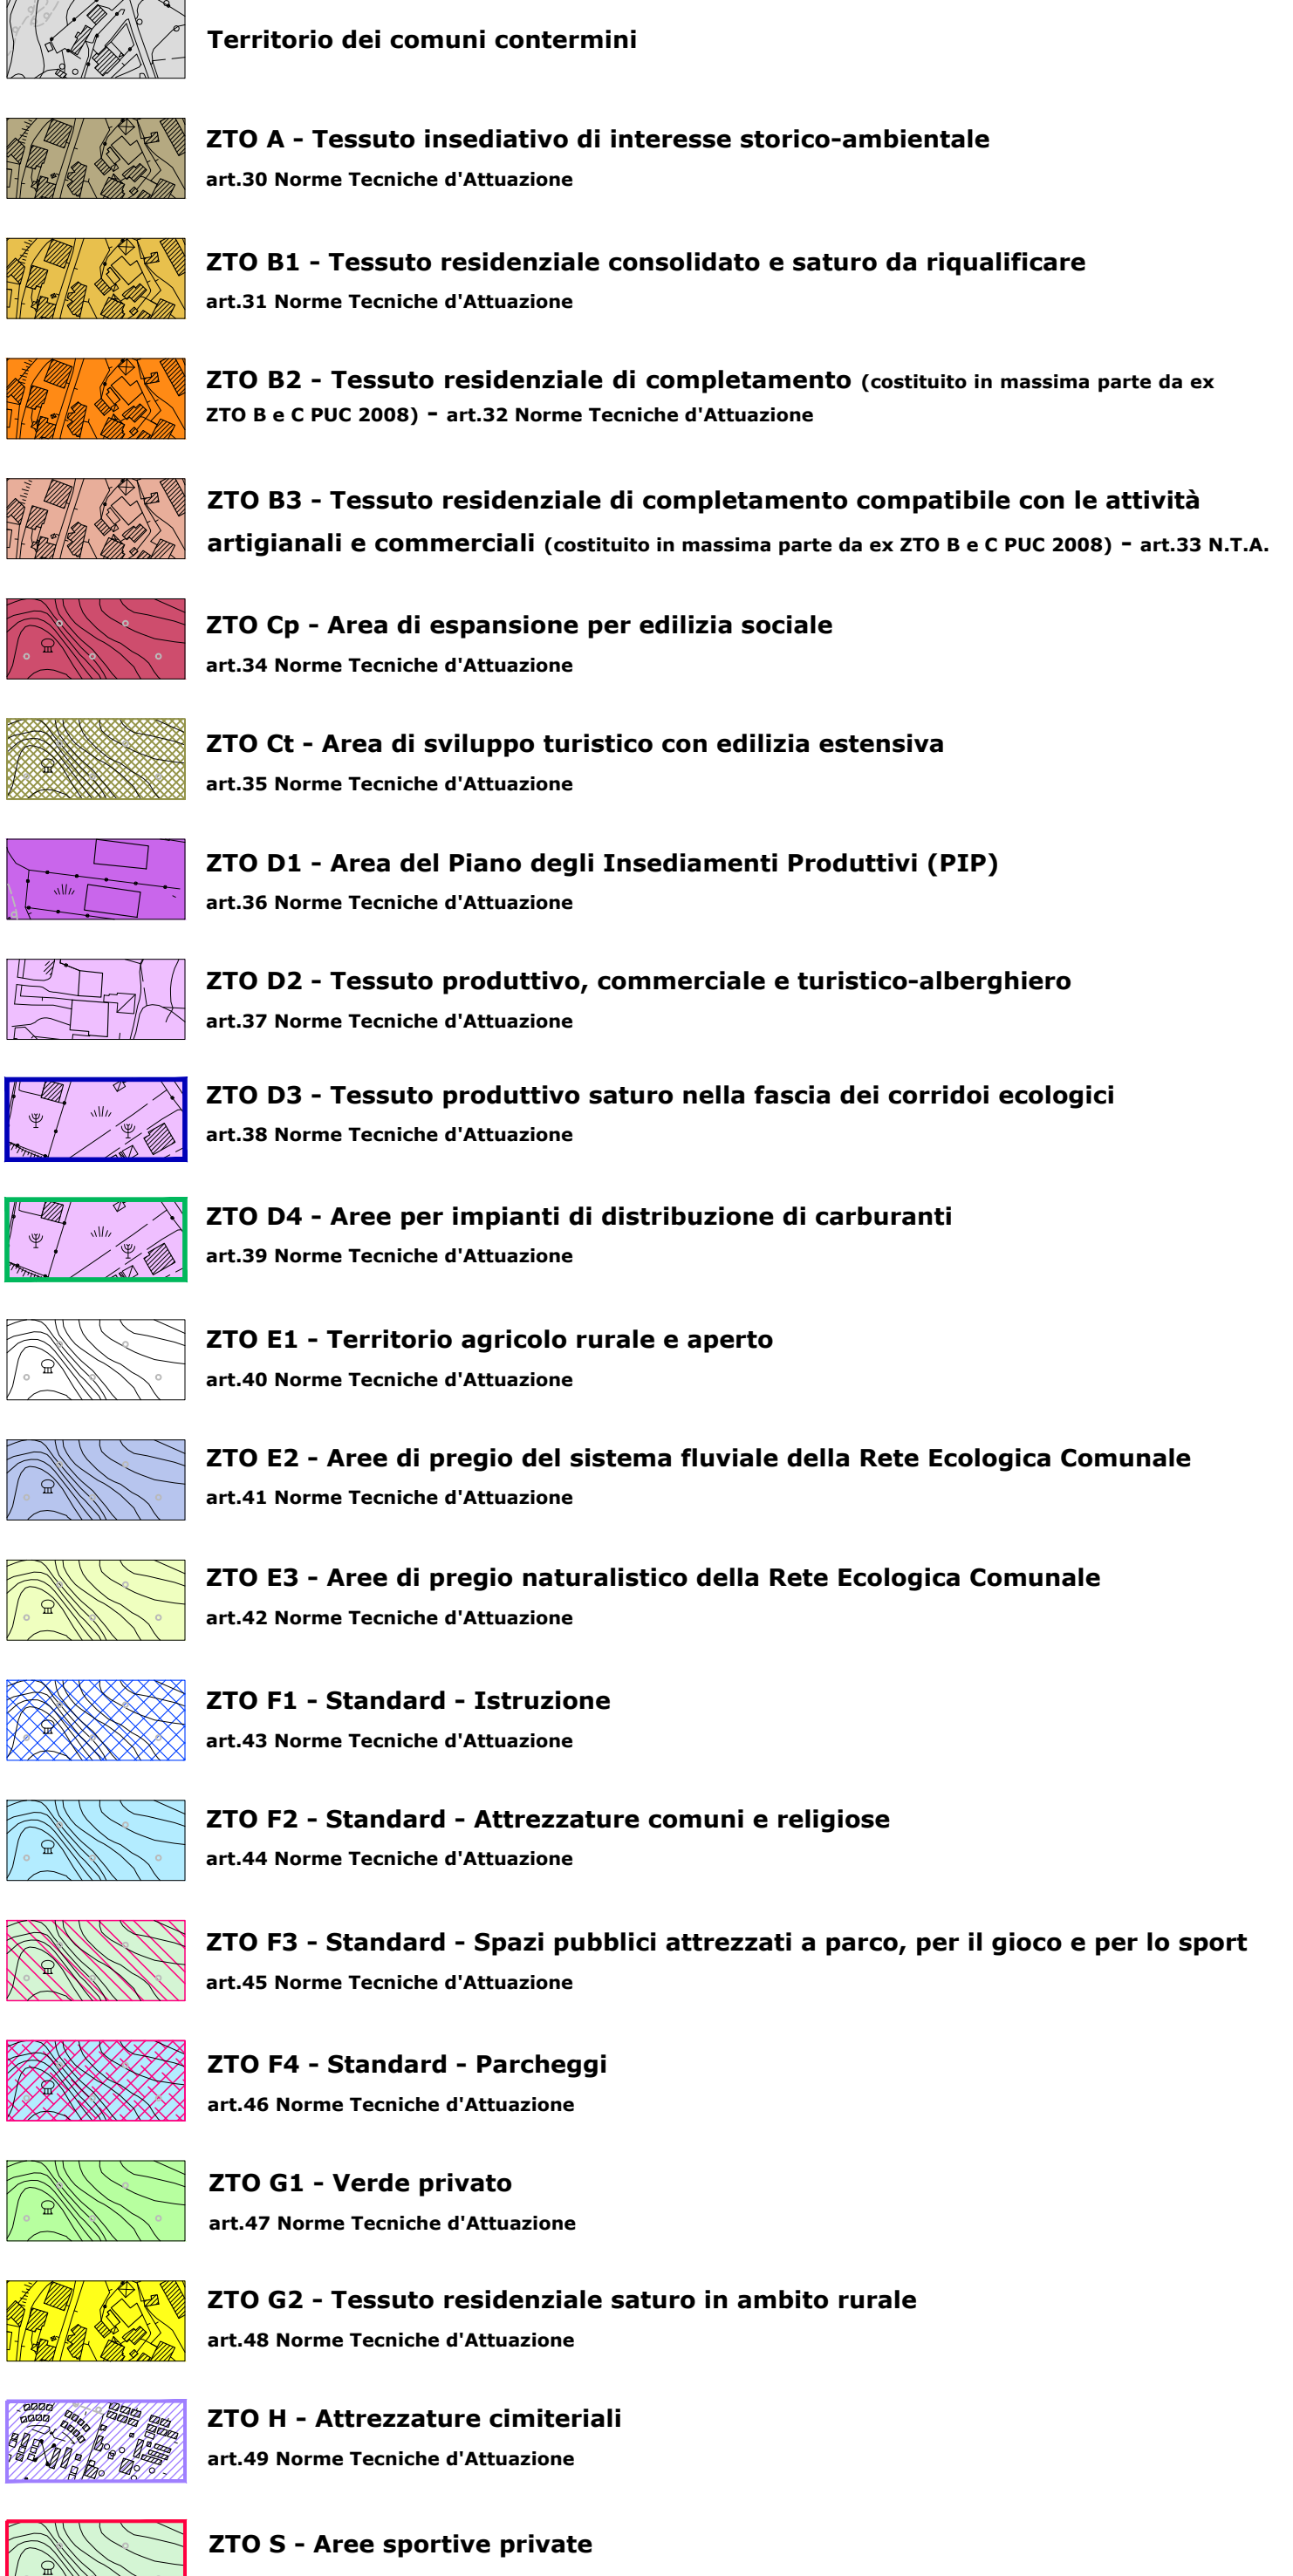 Territorio dei comuni contermini
ZTO A - Tessuto insediativo di interesse storico-ambientale
art.30 Norme Tecniche d'Attuazione
ZTO B1 - Tessuto residenziale consolidato e saturo da riqualificare
art.31 Norme Tecniche d'Attuazione
ZTO B2 - Tessuto residenziale di completamento (costituito in massima parte da ex
ZTO B e C PUC 2008) - art.32 Norme Tecniche d'Attuazione
ZTO B3 - Tessuto residenziale di completamento compatibile con le attività
artigianali e commerciali (costituito in massima parte da ex ZTO B e C PUC 2008) - art.33 N.T.A.
ZTO Cp - Area di espansione per edilizia sociale
art.34 Norme Tecniche d'Attuazione
ZTO Ct - Area di sviluppo turistico con edilizia estensiva
art.35 Norme Tecniche d'Attuazione
ZTO D1 - Area del Piano degli Insediamenti Produttivi (PIP)
art.36 Norme Tecniche d'Attuazione
ZTO D2 - Tessuto produttivo, commerciale e turistico-alberghiero
art.37 Norme Tecniche d'Attuazione
ZTO D3 - Tessuto produttivo saturo nella fascia dei corridoi ecologici
art.38 Norme Tecniche d'Attuazione
ZTO D4 - Aree per impianti di distribuzione di carburanti
art.39 Norme Tecniche d'Attuazione
ZTO E1 - Territorio agricolo rurale e aperto
art.40 Norme Tecniche d'Attuazione
ZTO E2 - Aree di pregio del sistema fluviale della Rete Ecologica Comunale
art.41 Norme Tecniche d'Attuazione
ZTO E3 - Aree di pregio naturalistico della Rete Ecologica Comunale
art.42 Norme Tecniche d'Attuazione
ZTO F1 - Standard - Istruzione
art.43 Norme Tecniche d'Attuazione
ZTO F2 - Standard - Attrezzature comuni e religiose
art.44 Norme Tecniche d'Attuazione
ZTO F3 - Standard - Spazi pubblici attrezzati a parco, per il gioco e per lo sport
art.45 Norme Tecniche d'Attuazione
ZTO F4 - Standard - Parcheggi
art.46 Norme Tecniche d'Attuazione
ZTO G1 - Verde privato
art.47 Norme Tecniche d'Attuazione
ZTO G2 - Tessuto residenziale saturo in ambito rurale
art.48 Norme Tecniche d'Attuazione
ZTO H - Attrezzature cimiteriali
art.49 Norme Tecniche d'Attuazione
ZTO S - Aree sportive private